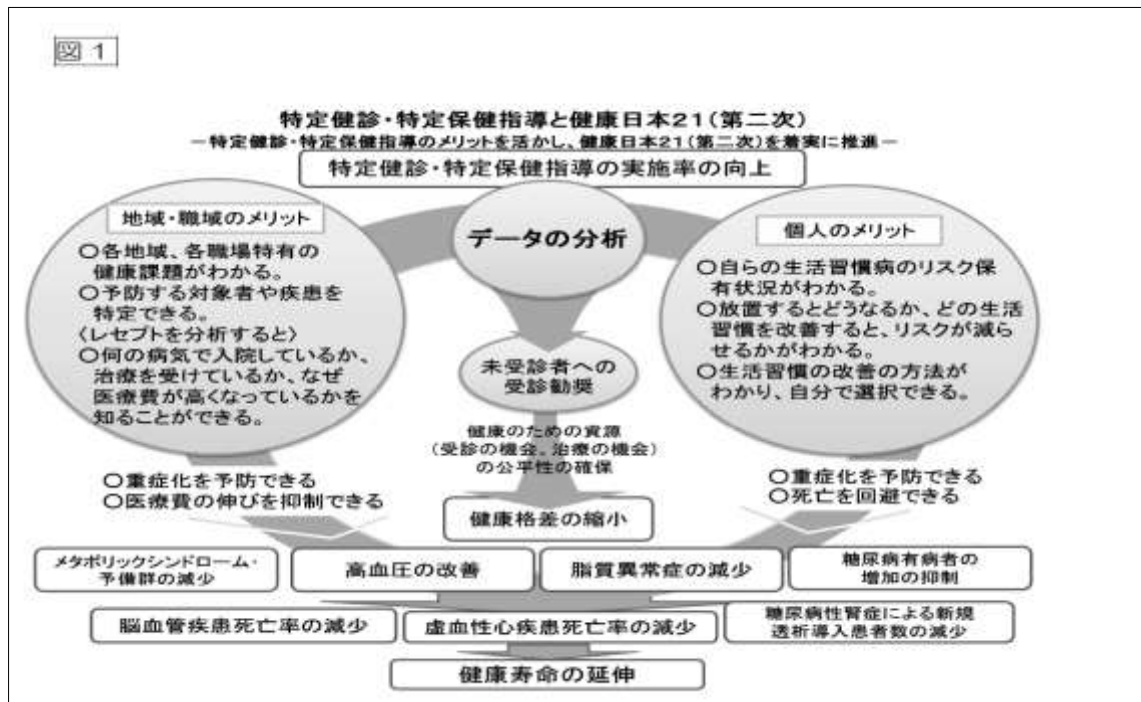 図1
特定健診・特定保健指導と健康日本21(第二次)
－特定健診・特定保健指導のメリットを活かし、健康日本21(第二次)を着実に推進－
特定健診・特定保健指導の実施率の向上
地域・職域のメリット
○各地域、各職場特有の
健康課題がわかる。
○予防する対象者や疾患を
特定できる。
〈レセプトを分析すると〉
○何の病気で入院しているか、
治療を受けているか、なぜ
医療費が高くなっているかを
知ることができる。
データの分析
個人のメリット
○自らの生活習慣病のリスク保
有状況がわかる。
○放置するとどうなるか、どの生活
習慣を改善すると、リスクが減ら
せるかがわかる。
○生活習慣の改善の方法が
わかり、自分で選択できる。
未受診者への
受診勧奨
健康のための資源
(受診の機会、治療の機会)
の公平性の確保
○重症化を予防できる
○医療費の伸びを抑制できる
○重症化を予防できる
○死亡を回避できる
健康格差の縮小
メタボリックシンドローム・
予備群の減少
高血圧の改善
脂質異常症の減少
糖尿病有病者の
増加の抑制
脳血管疾患死亡率の減少
虚血性心疾患死亡率の減少
糖尿病性腎症による新規
透析導入患者数の減少
健康寿命の延伸